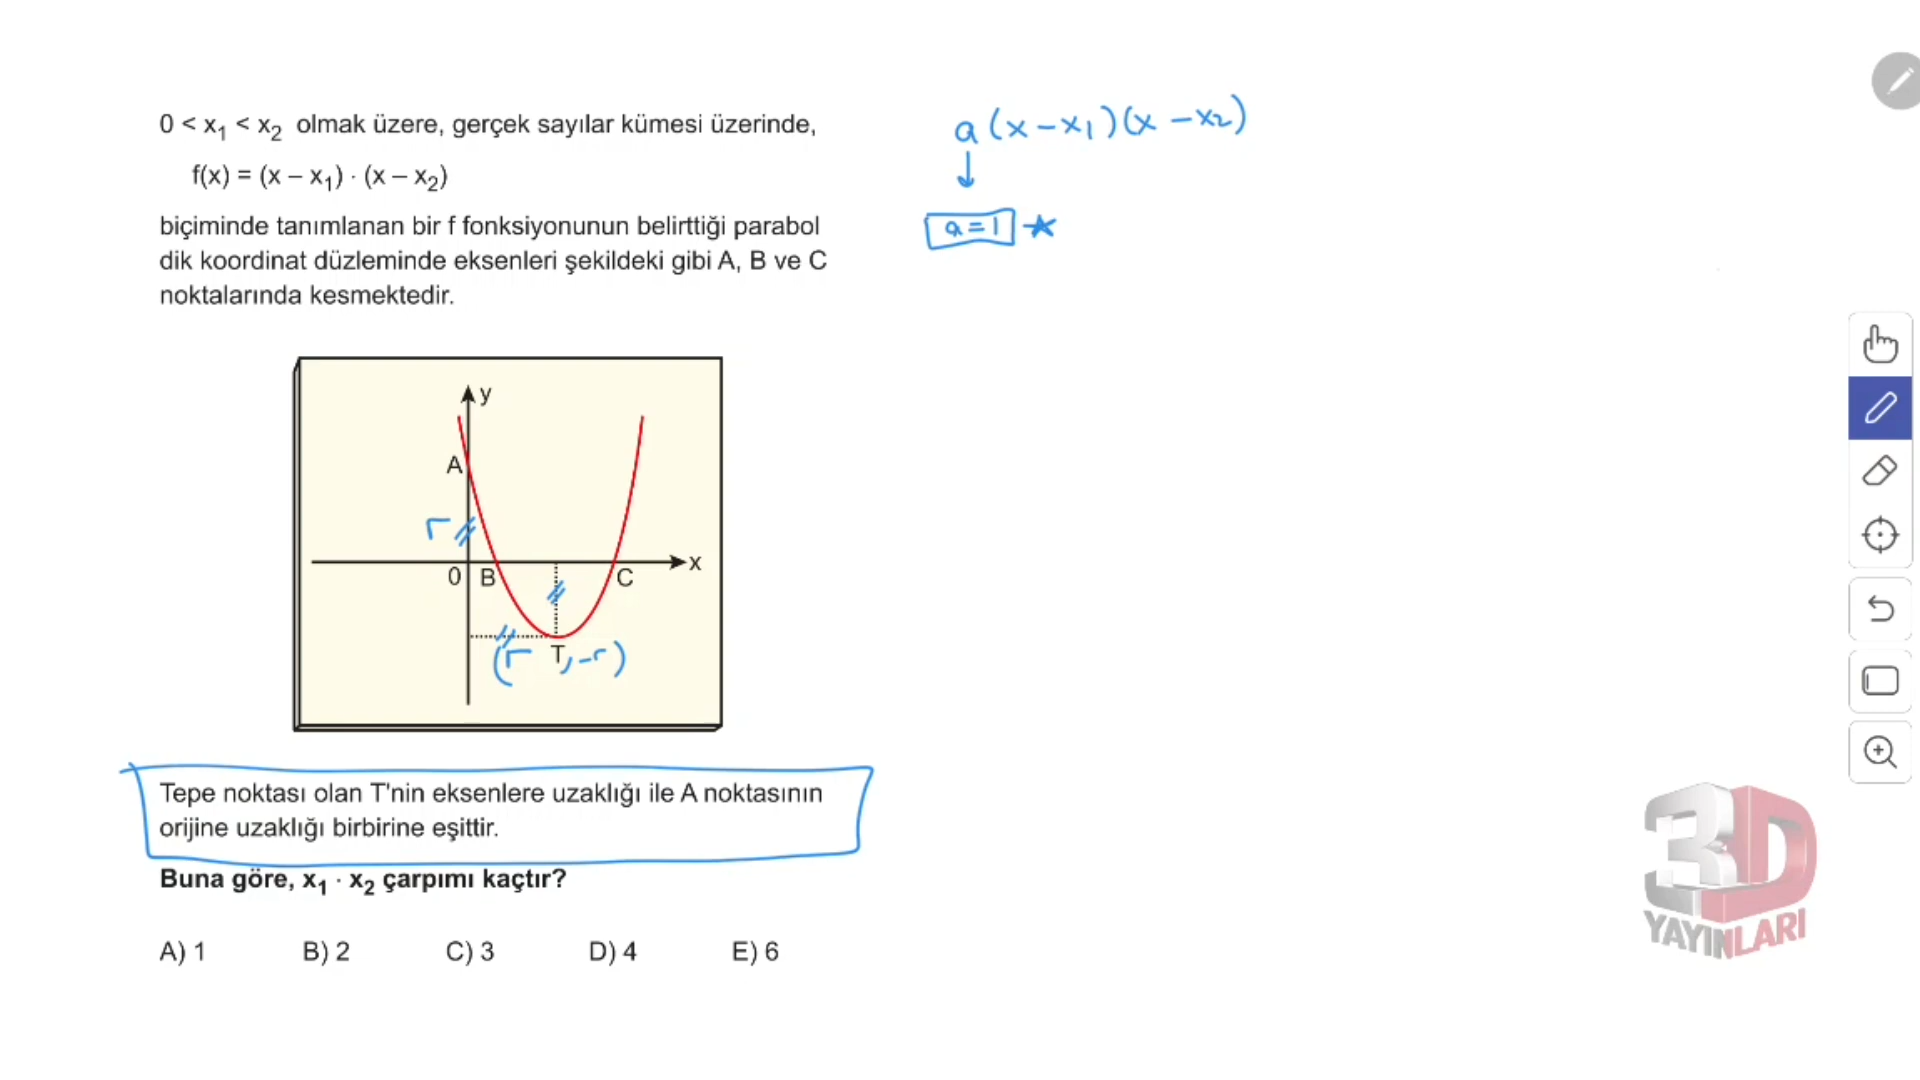 0 < x₁ < x₂ olmak üzere, gerçek sayılar kümesi üzerinde,
f(x) = (x – x₁) · (x – x₂)
biçiminde tanımlanan bir f fonksiyonunun belirttiği parabol
dik koordinat düzleminde eksenleri şekildeki gibi A, B ve C
noktalarında kesmektedir.
a(x-x₁)(x-x₂)
a=1
y
A
r
x
0 B
C
T
(r , -r)
Tepe noktası olan T'nin eksenlere uzaklığı ile A noktasının
orijine uzaklığı birbirine eşittir.
Buna göre, x₁ · x₂ çarpımı kaçtır?
A) 1 B) 2 C) 3 D) 4 E) 6
3D
YAYINLARI